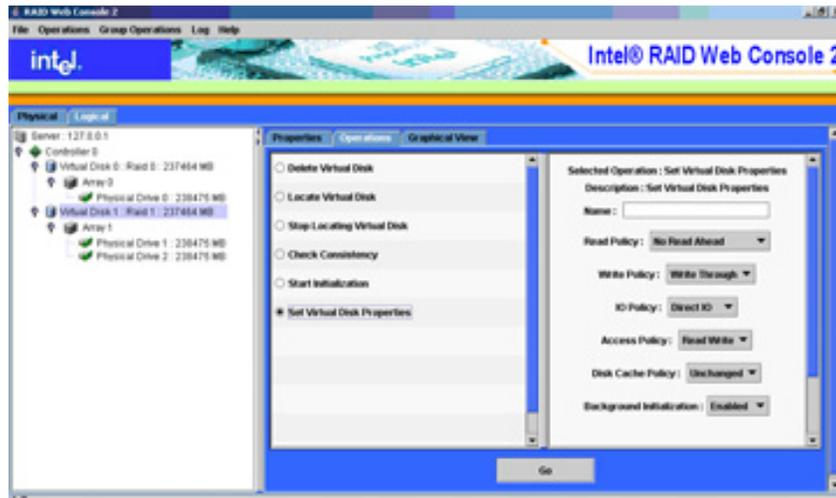 RAID Web Console 2
File Operations Group Operations Log Help
intel.
Intel® RAID Web Console 2
Physical Logical
Server : 127.0.0.1
Controller 0
Virtual Disk 0 : Raid 0 : 237464 MB
Array 0
Physical Drive 0 : 238475 MB
Virtual Disk 1 : Raid 1 : 237464 MB
Array 1
Physical Drive 1 : 238475 MB
Physical Drive 2 : 238475 MB
Properties Operations Graphical View
Delete Virtual Disk
Locate Virtual Disk
Stop Locating Virtual Disk
Check Consistency
Start Initialization
Set Virtual Disk Properties
Selected Operation : Set Virtual Disk Properties
Description : Set Virtual Disk Properties
Name :
Read Policy : No Read Ahead
Write Policy : Write Through
IO Policy : Direct IO
Access Policy : Read Write
Disk Cache Policy : Unchanged
Background Initialization : Enabled
Go